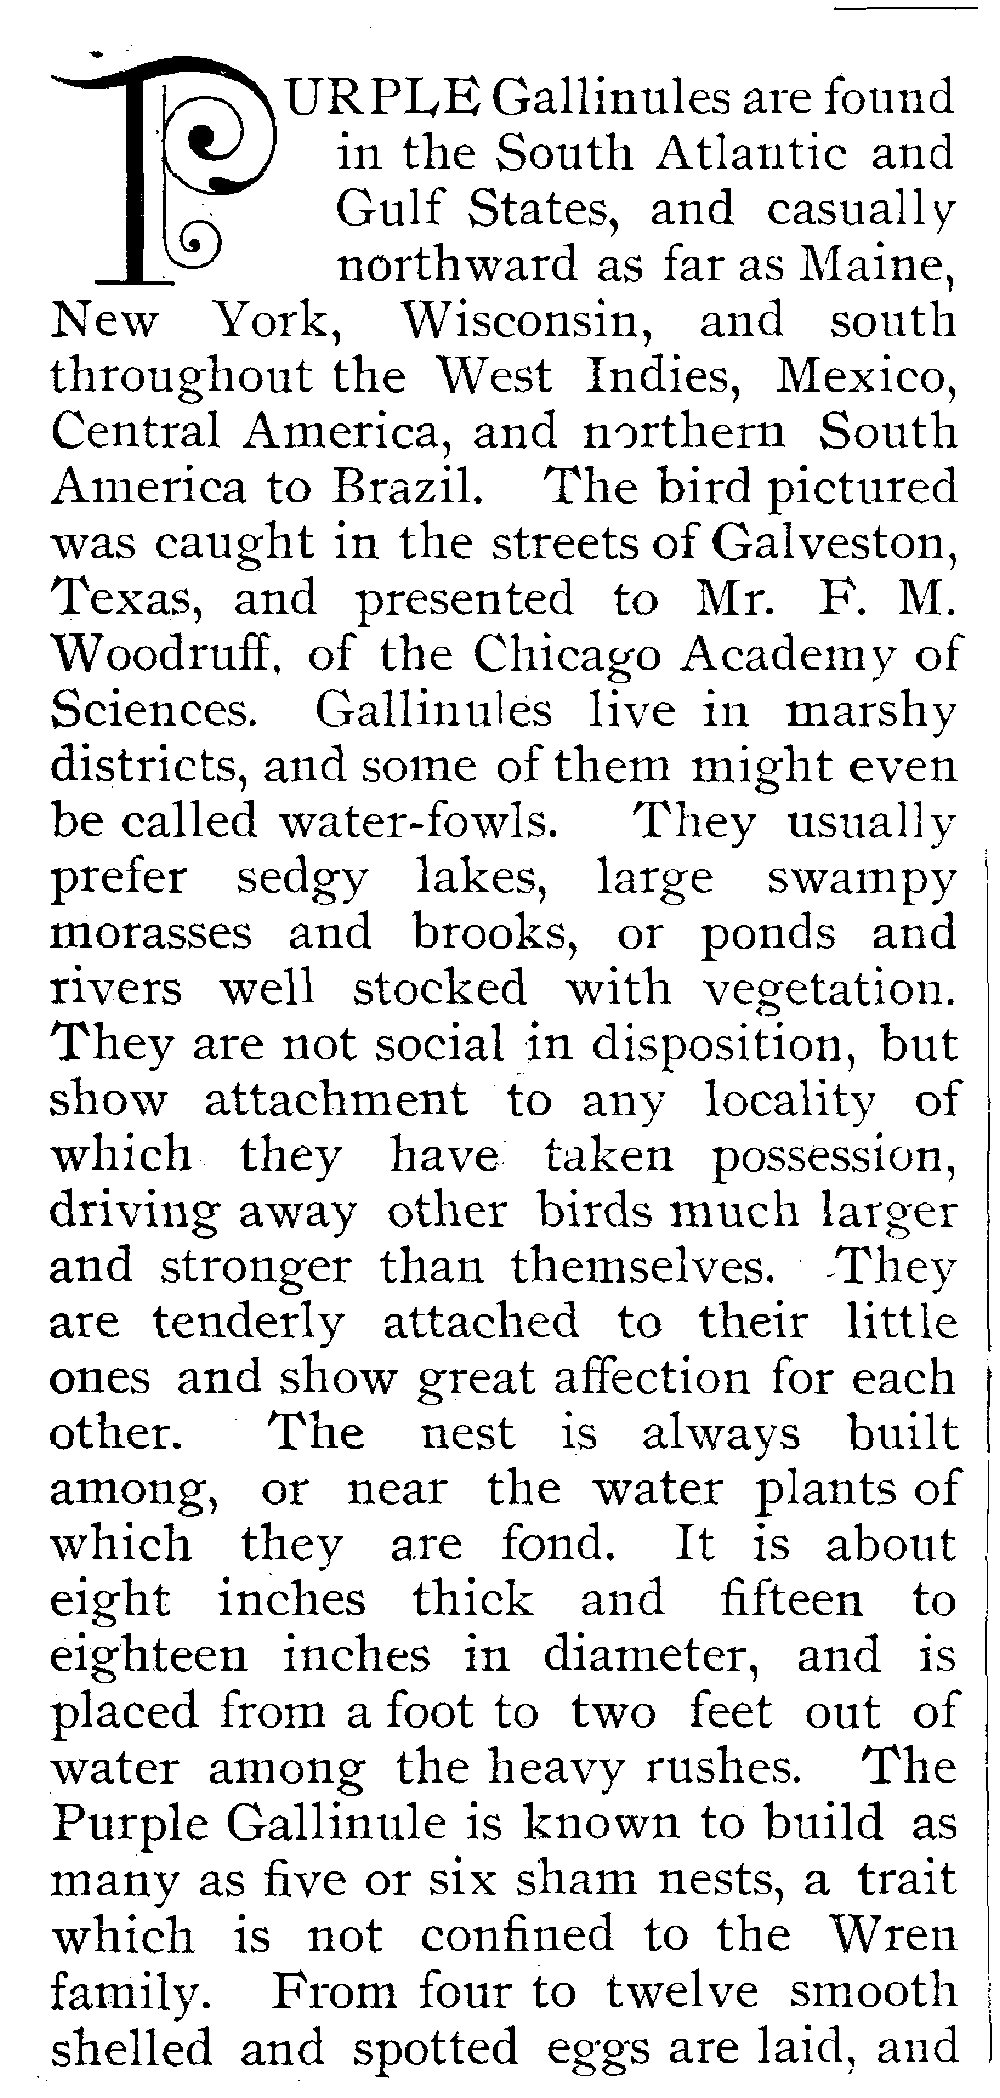 PURPLE Gallinules are found
in the South Atlantic and
Gulf States, and casually
northward as far as Maine,
New York, Wisconsin, and south
throughout the West Indies, Mexico,
Central America, and northern South
America to Brazil. The bird pictured
was caught in the streets of Galveston,
Texas, and presented to Mr. F. M.
Woodruff, of the Chicago Academy of
Sciences. Gallinules live in marshy
districts, and some of them might even
be called water-fowls. They usually
prefer sedgy lakes, large swampy
morasses and brooks, or ponds and
rivers well stocked with vegetation.
They are not social in disposition, but
show attachment to any locality of
which they have taken possession,
driving away other birds much larger
and stronger than themselves. They
are tenderly attached to their little
ones and show great affection for each
other. The nest is always built
among, or near the water plants of
which they are fond. It is about
eight inches thick and fifteen to
eighteen inches in diameter, and is
placed from a foot to two feet out of
water among the heavy rushes. The
Purple Gallinule is known to build as
many as five or six sham nests, a trait
which is not confined to the Wren
family. From four to twelve smooth
shelled and spotted eggs are laid, and